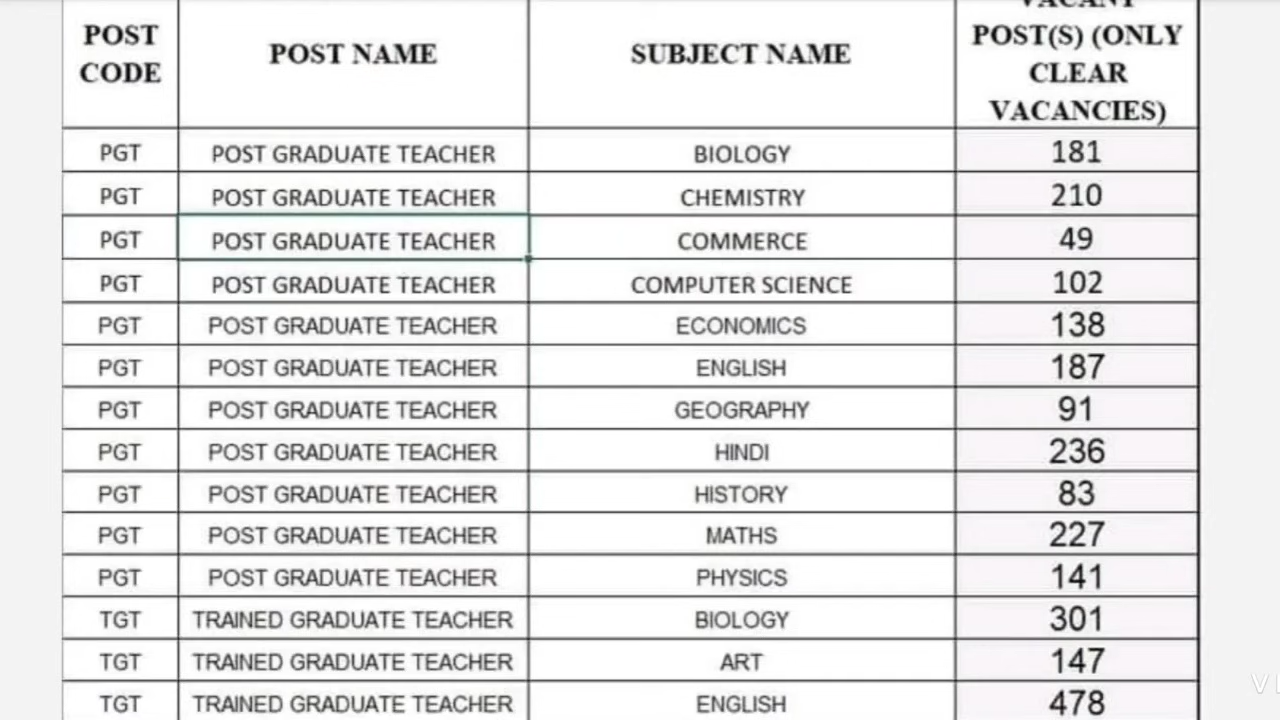 POST CODE POST NAME SUBJECT NAME VACANT POST(S) (ONLY CLEAR VACANCIES)
PGT POST GRADUATE TEACHER BIOLOGY 181
PGT POST GRADUATE TEACHER CHEMISTRY 210
PGT POST GRADUATE TEACHER COMMERCE 49
PGT POST GRADUATE TEACHER COMPUTER SCIENCE 102
PGT POST GRADUATE TEACHER ECONOMICS 138
PGT POST GRADUATE TEACHER ENGLISH 187
PGT POST GRADUATE TEACHER GEOGRAPHY 91
PGT POST GRADUATE TEACHER HINDI 236
PGT POST GRADUATE TEACHER HISTORY 83
PGT POST GRADUATE TEACHER MATHS 227
PGT POST GRADUATE TEACHER PHYSICS 141
TGT TRAINED GRADUATE TEACHER BIOLOGY 301
TGT TRAINED GRADUATE TEACHER ART 147
TGT TRAINED GRADUATE TEACHER ENGLISH 478